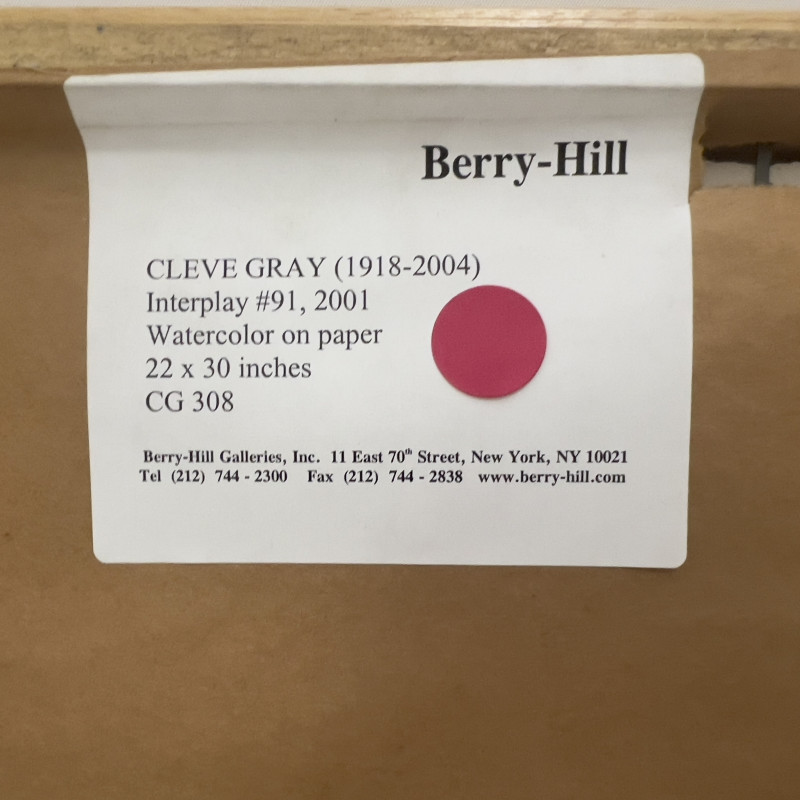 Berry-Hill
CLEVE GRAY (1918-2004)
Interplay #91, 2001
Watercolor on paper
22 x 30 inches
CG 308
Berry-Hill Galleries, Inc. 11 East 70th Street, New York, NY 10021
Tel (212) 744 - 2300 Fax (212) 744 - 2838 www.berry-hill.com